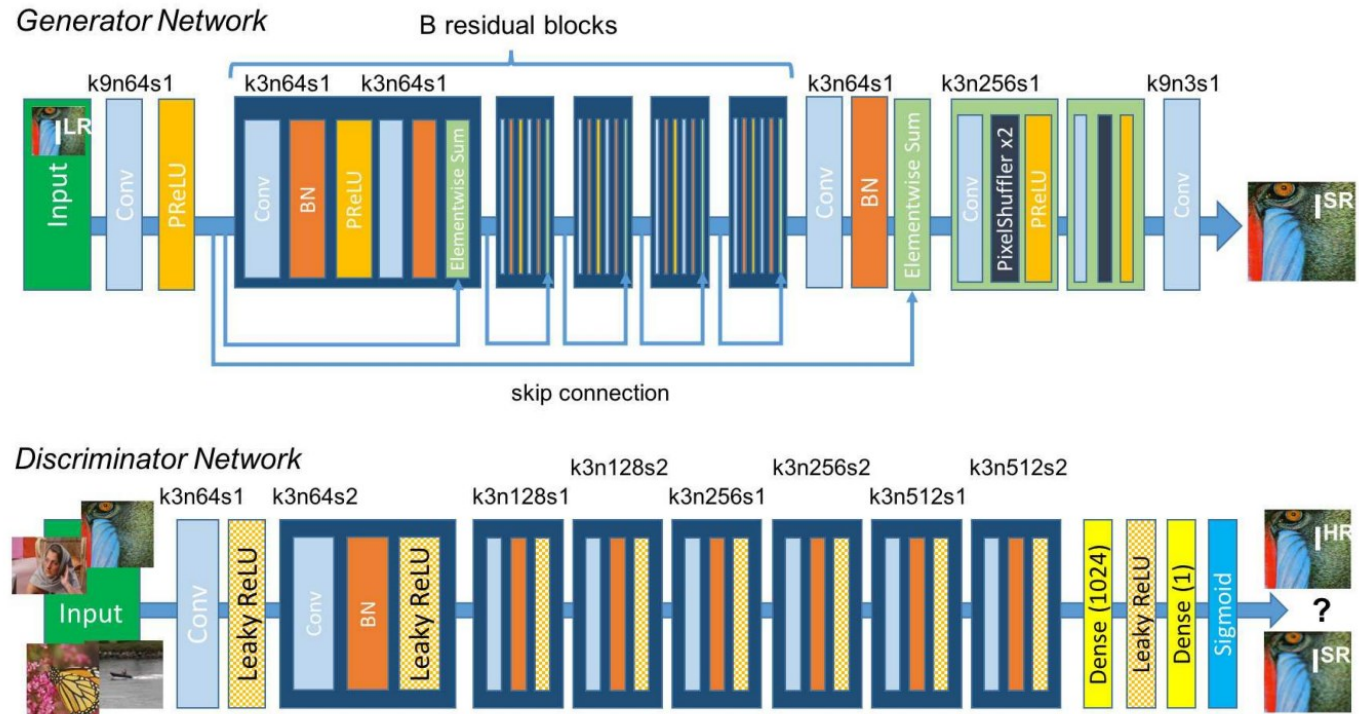 Generator Network
B residual blocks
k9n64s1
k3n64s1
k3n64s1
k3n64s1
k3n256s1
k9n3s1
I^LR
Input
Conv
PReLU
Conv
BN
PReLU
Elementwise Sum
Conv
BN
Elementwise Sum
Conv
PixelShuffler x2
PReLU
Conv
I^SR
skip connection
Discriminator Network
k3n64s1
k3n64s2
k3n128s1
k3n128s2
k3n256s1
k3n256s2
k3n512s1
k3n512s2
Input
Conv
Leaky ReLU
Conv
BN
Leaky ReLU
Dense (1024)
Leaky ReLU
Dense (1)
Sigmoid
I^HR
?
I^SR